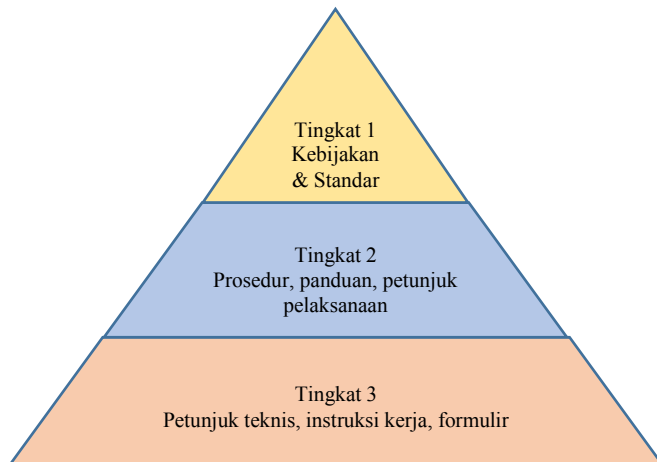 Tingkat 1
Kebijakan
& Standar
Tingkat 2
Prosedur, panduan, petunjuk
pelaksanaan
Tingkat 3
Petunjuk teknis, instruksi kerja, formulir